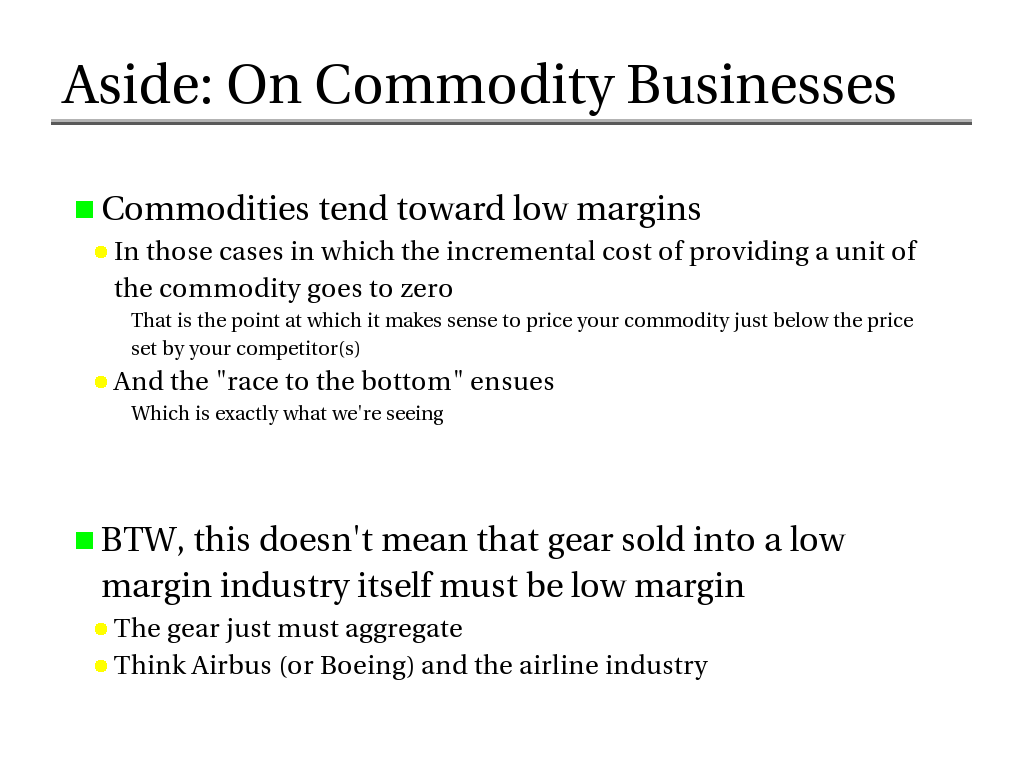 Aside: On Commodity Businesses
Commodities tend toward low margins
In those cases in which the incremental cost of providing a unit of
the commodity goes to zero
That is the point at which it makes sense to price your commodity just below the price
set by your competitor(s)
And the "race to the bottom" ensues
Which is exactly what we're seeing
BTW, this doesn't mean that gear sold into a low
margin industry itself must be low margin
The gear just must aggregate
Think Airbus (or Boeing) and the airline industry